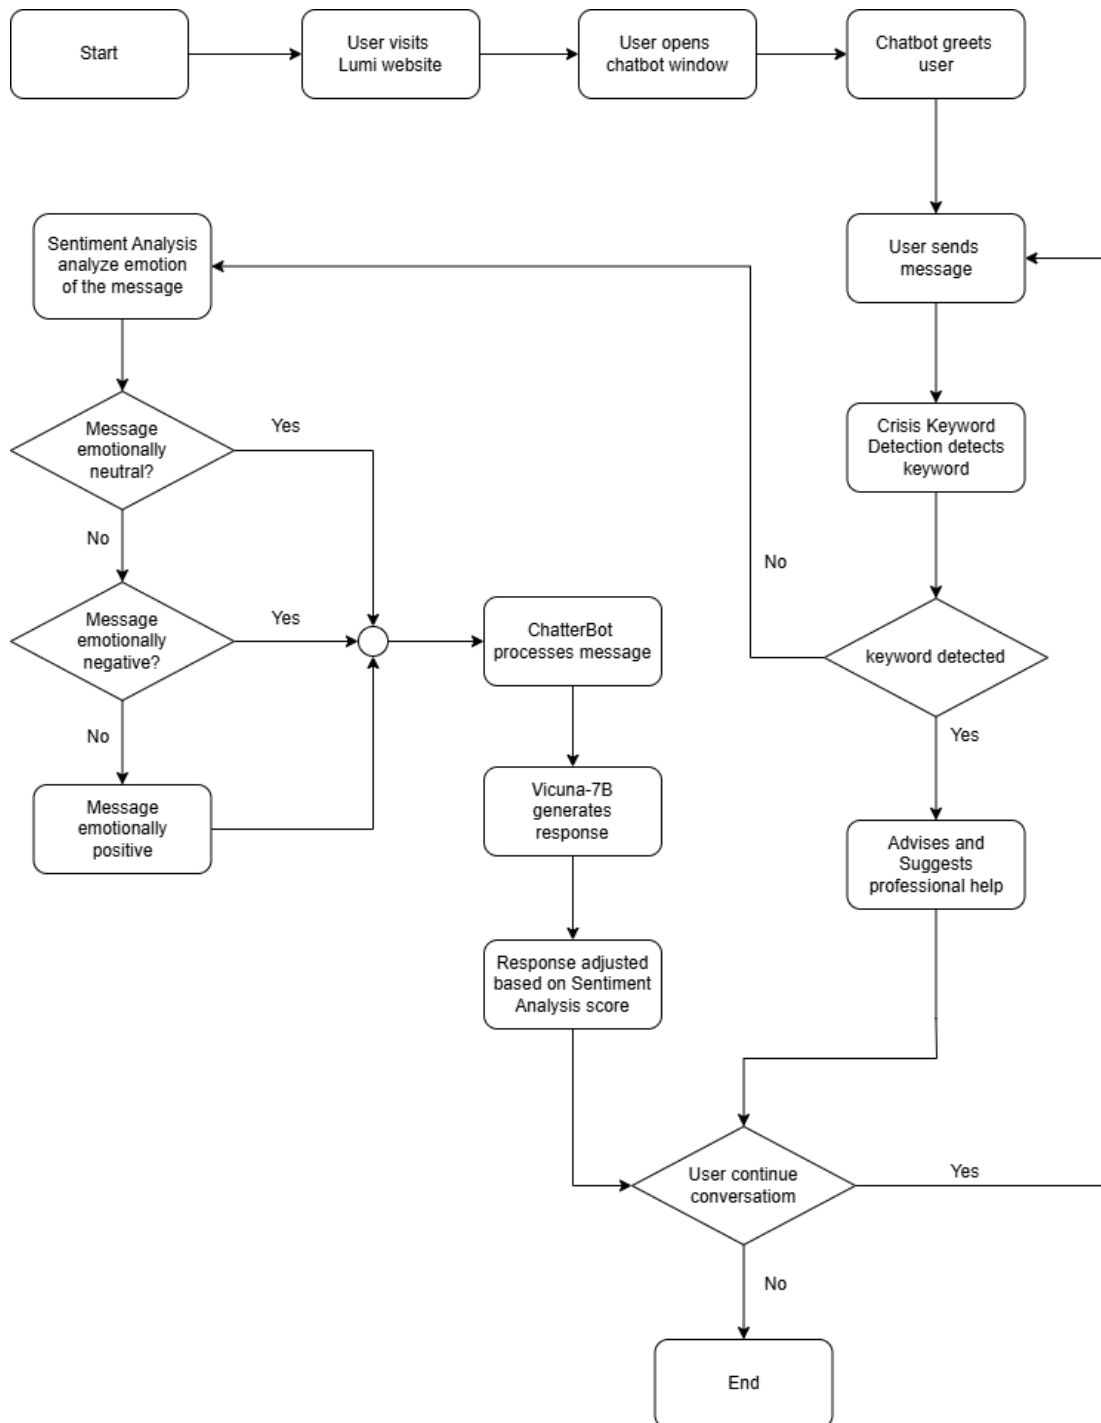 Start
User visits
Lumi website
User opens
chatbot window
Chatbot greets
user
User sends
message
Sentiment Analysis
analyze emotion
of the message
Crisis Keyword
Detection detects
keyword
Message
emotionally
neutral?
Yes
No
No
Message
emotionally
negative?
Yes
ChatterBot
processes message
keyword detected
No
Yes
Message
emotionally
positive
Vicuna-7B
generates
response
Advises and
Suggests
professional help
Response adjusted
based on Sentiment
Analysis score
User continue
conversatiom
Yes
No
End